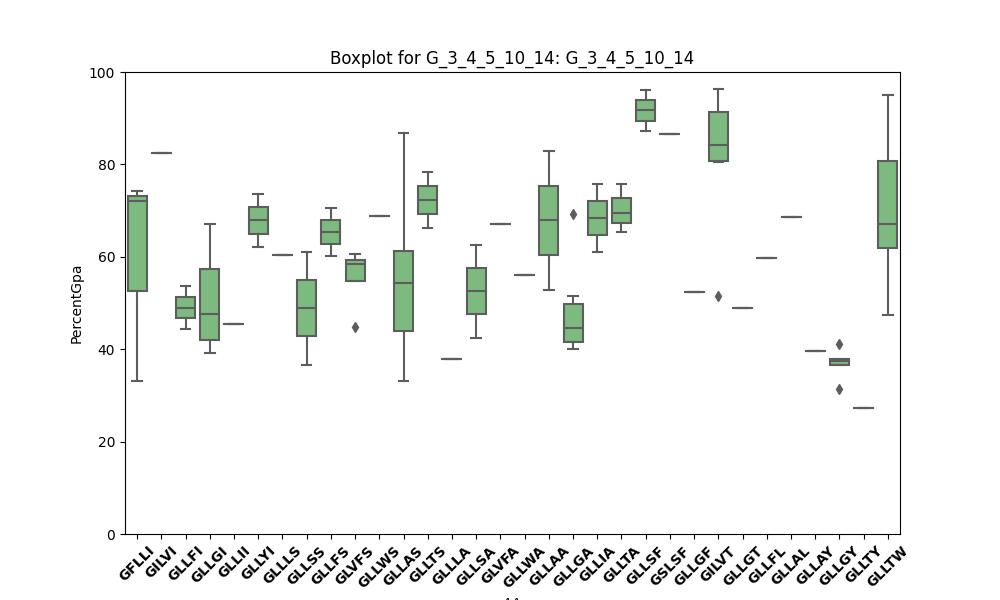 Boxplot for G_3_4_5_10_14: G_3_4_5_10_14
100
80
60
40
20
0
PercentGpa
GFLLI
GILVI
GLLFI
GLLGI
GLLII
GLLYI
GLLLS
GLLSS
GLLFS
GLVFS
GLLWS
GLLAS
GLLTS
GLLLA
GLLSA
GLVFA
GLLWA
GLLAA
GLLGA
GLLIA
GLLTA
GLLSF
GSLSF
GLLGF
GILVT
GLLGT
GLLFL
GLLAL
GLLAY
GLLGY
GLLTY
GLLTW